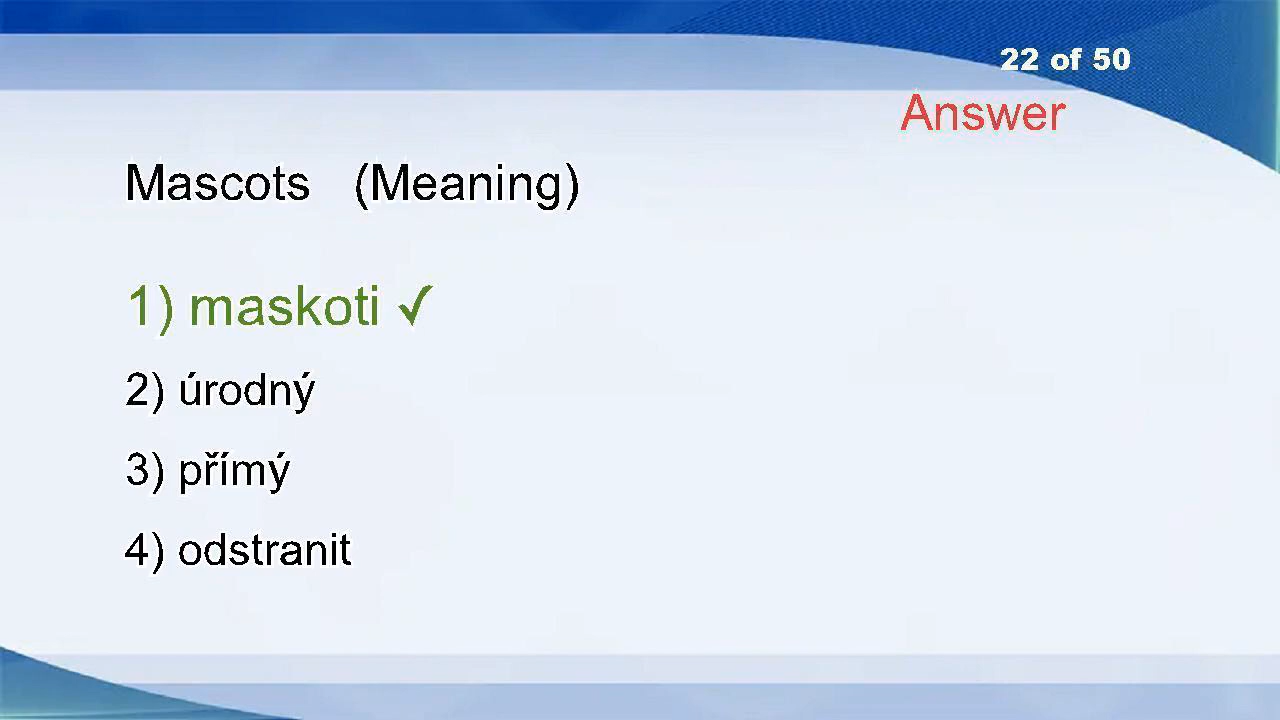 22 of 50
Answer
Mascots (Meaning)
1) maskoti ✓
2) úrodný
3) přímý
4) odstranit